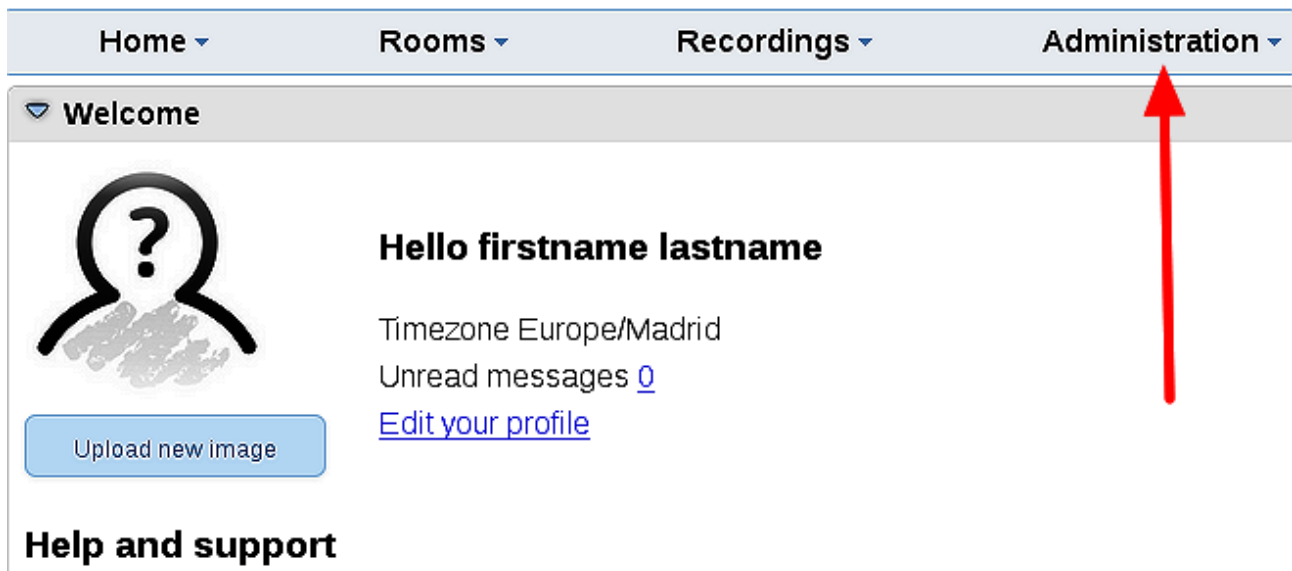 Home Rooms Recordings Administration
Welcome
?
Hello firstname lastname
Timezone Europe/Madrid
Unread messages 0
Edit your profile
Upload new image
Help and support